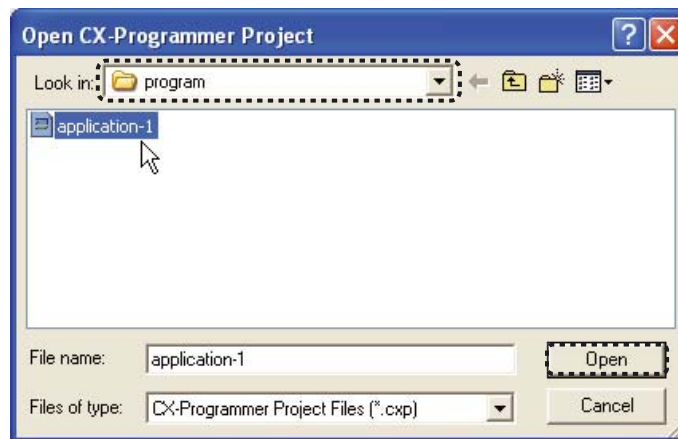 Open CX-Programmer Project
Look in: program
application-1
File name: application-1 Open
Files of type: CX-Programmer Project Files (*.cxp) Cancel